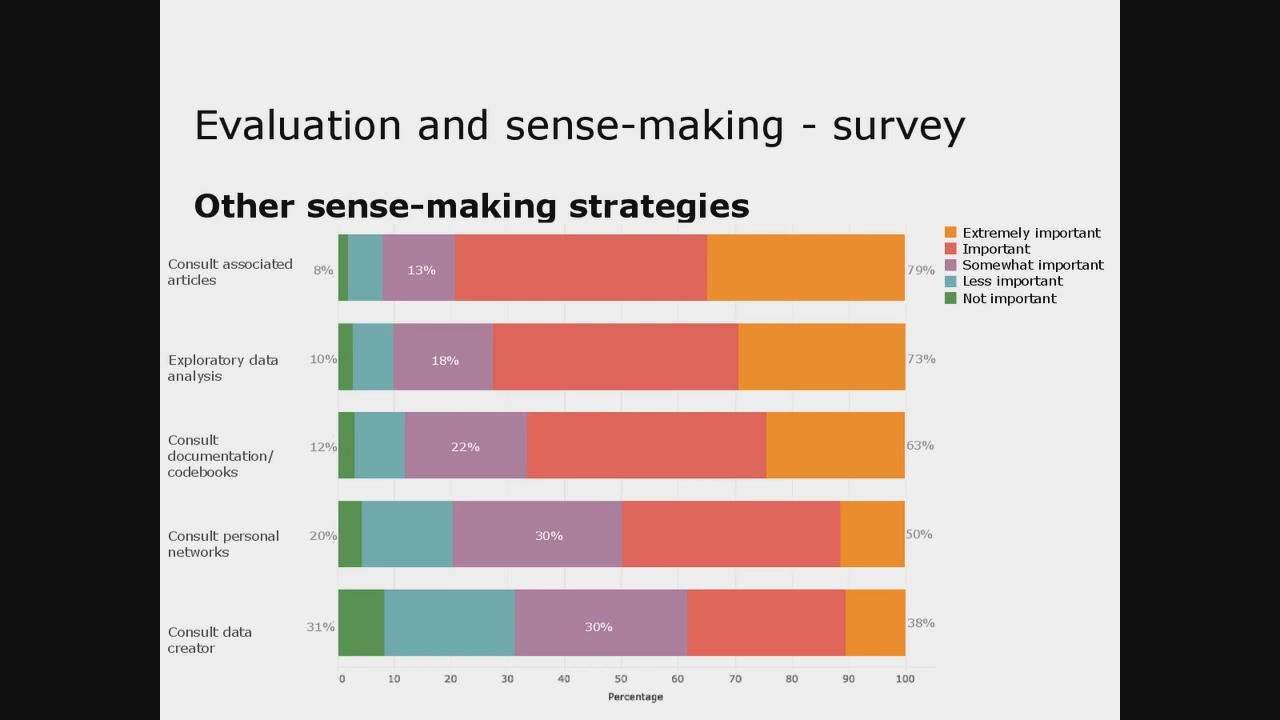 Evaluation and sense-making - survey
Other sense-making strategies
Extremely important
Important
Somewhat important
Less important
Not important
Consult associated
articles
8%
13%
79%
Exploratory data
analysis
10%
18%
73%
Consult
documentation/
codebooks
12%
22%
63%
Consult personal
networks
20%
30%
50%
Consult data
creator
31%
30%
38%
0 10 20 30 40 50 60 70 80 90 100
Percentage